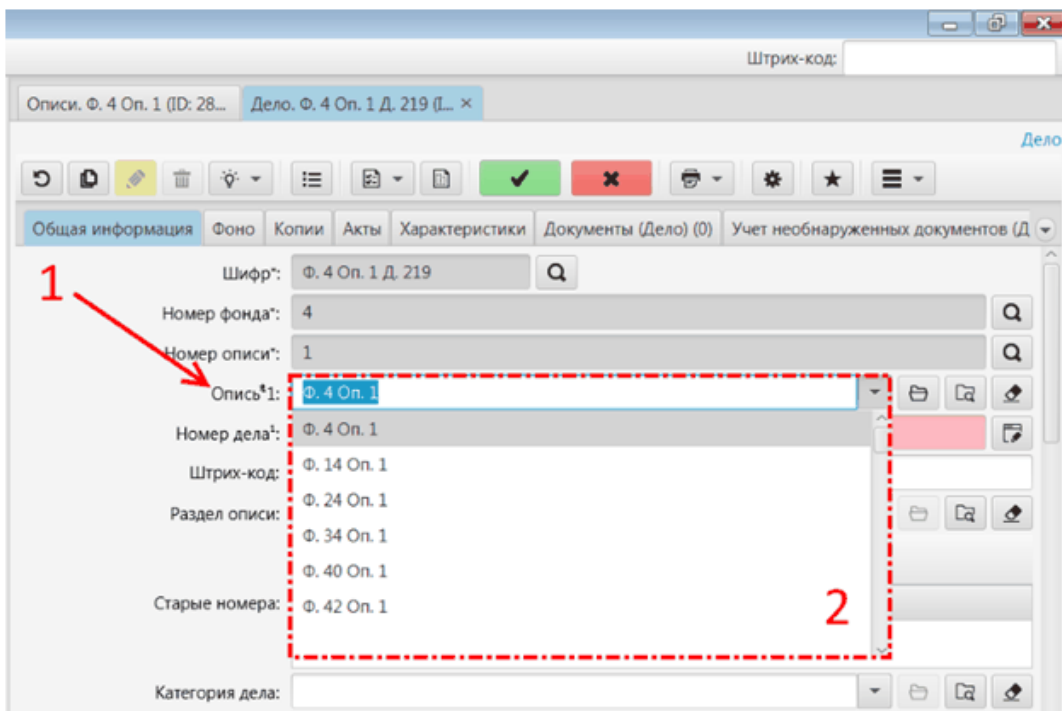 Штрих-код:
Описи. Ф. 4 Оп. 1 (ID: 28... Дело. Ф. 4 Оп. 1 Д. 219 (I... ×
Дело
Общая информация Фоно Копии Акты Характеристики Документы (Дело) (0) Учет необнаруженных документов (Д
1
Шифр*: Ф. 4 Оп. 1 Д. 219
Номер фонда*: 4
Номер описи*: 1
Опись*1: Ф. 4 Оп. 1
Номер дела¹: Ф. 4 Оп. 1
Штрих-код: Ф. 14 Оп. 1
Ф. 24 Оп. 1
Раздел описи:
Ф. 34 Оп. 1
Ф. 40 Оп. 1
Старые номера: Ф. 42 Оп. 1
2
Категория дела: